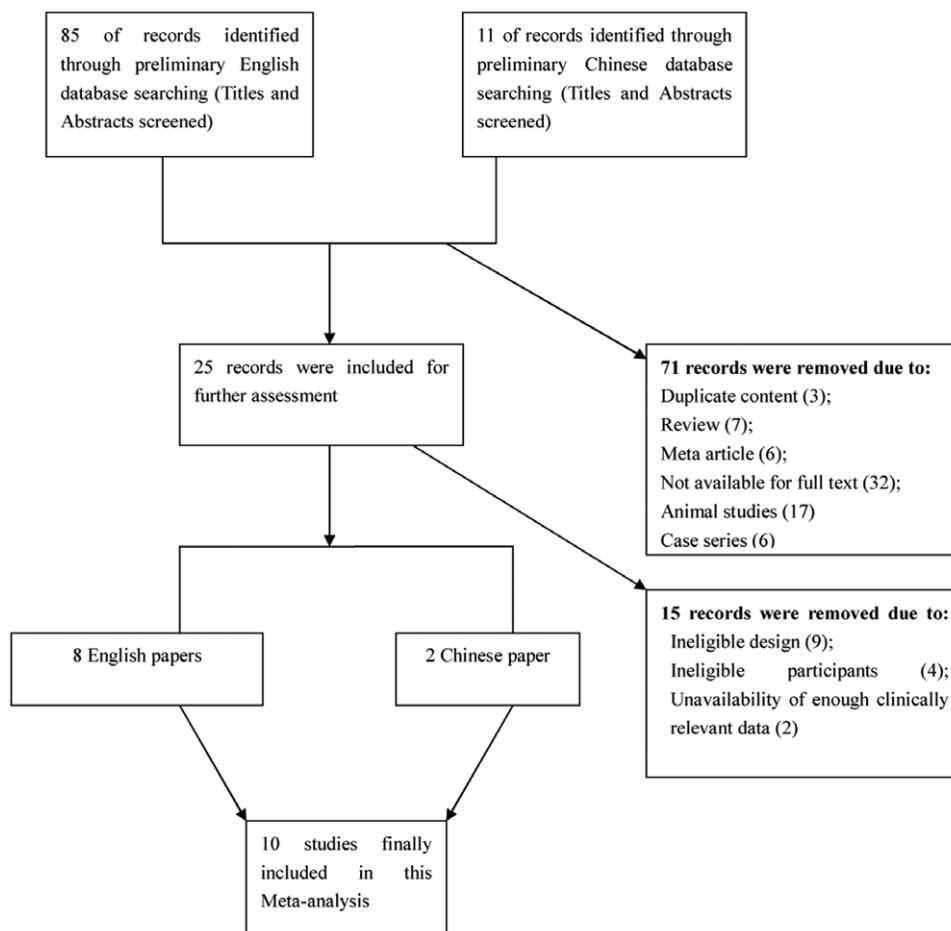 85 of records identified
through preliminary English
database searching (Titles and
Abstracts screened)
11 of records identified through
preliminary Chinese database
searching (Titles and Abstracts
screened)
25 records were included for
further assessment
71 records were removed due to:
Duplicate content (3);
Review (7);
Meta article (6);
Not available for full text (32);
Animal studies (17)
Case series (6)
15 records were removed due to:
Ineligible design (9);
Ineligible participants (4);
Unavailability of enough clinically
relevant data (2)
8 English papers
2 Chinese paper
10 studies finally
included in this
Meta-analysis